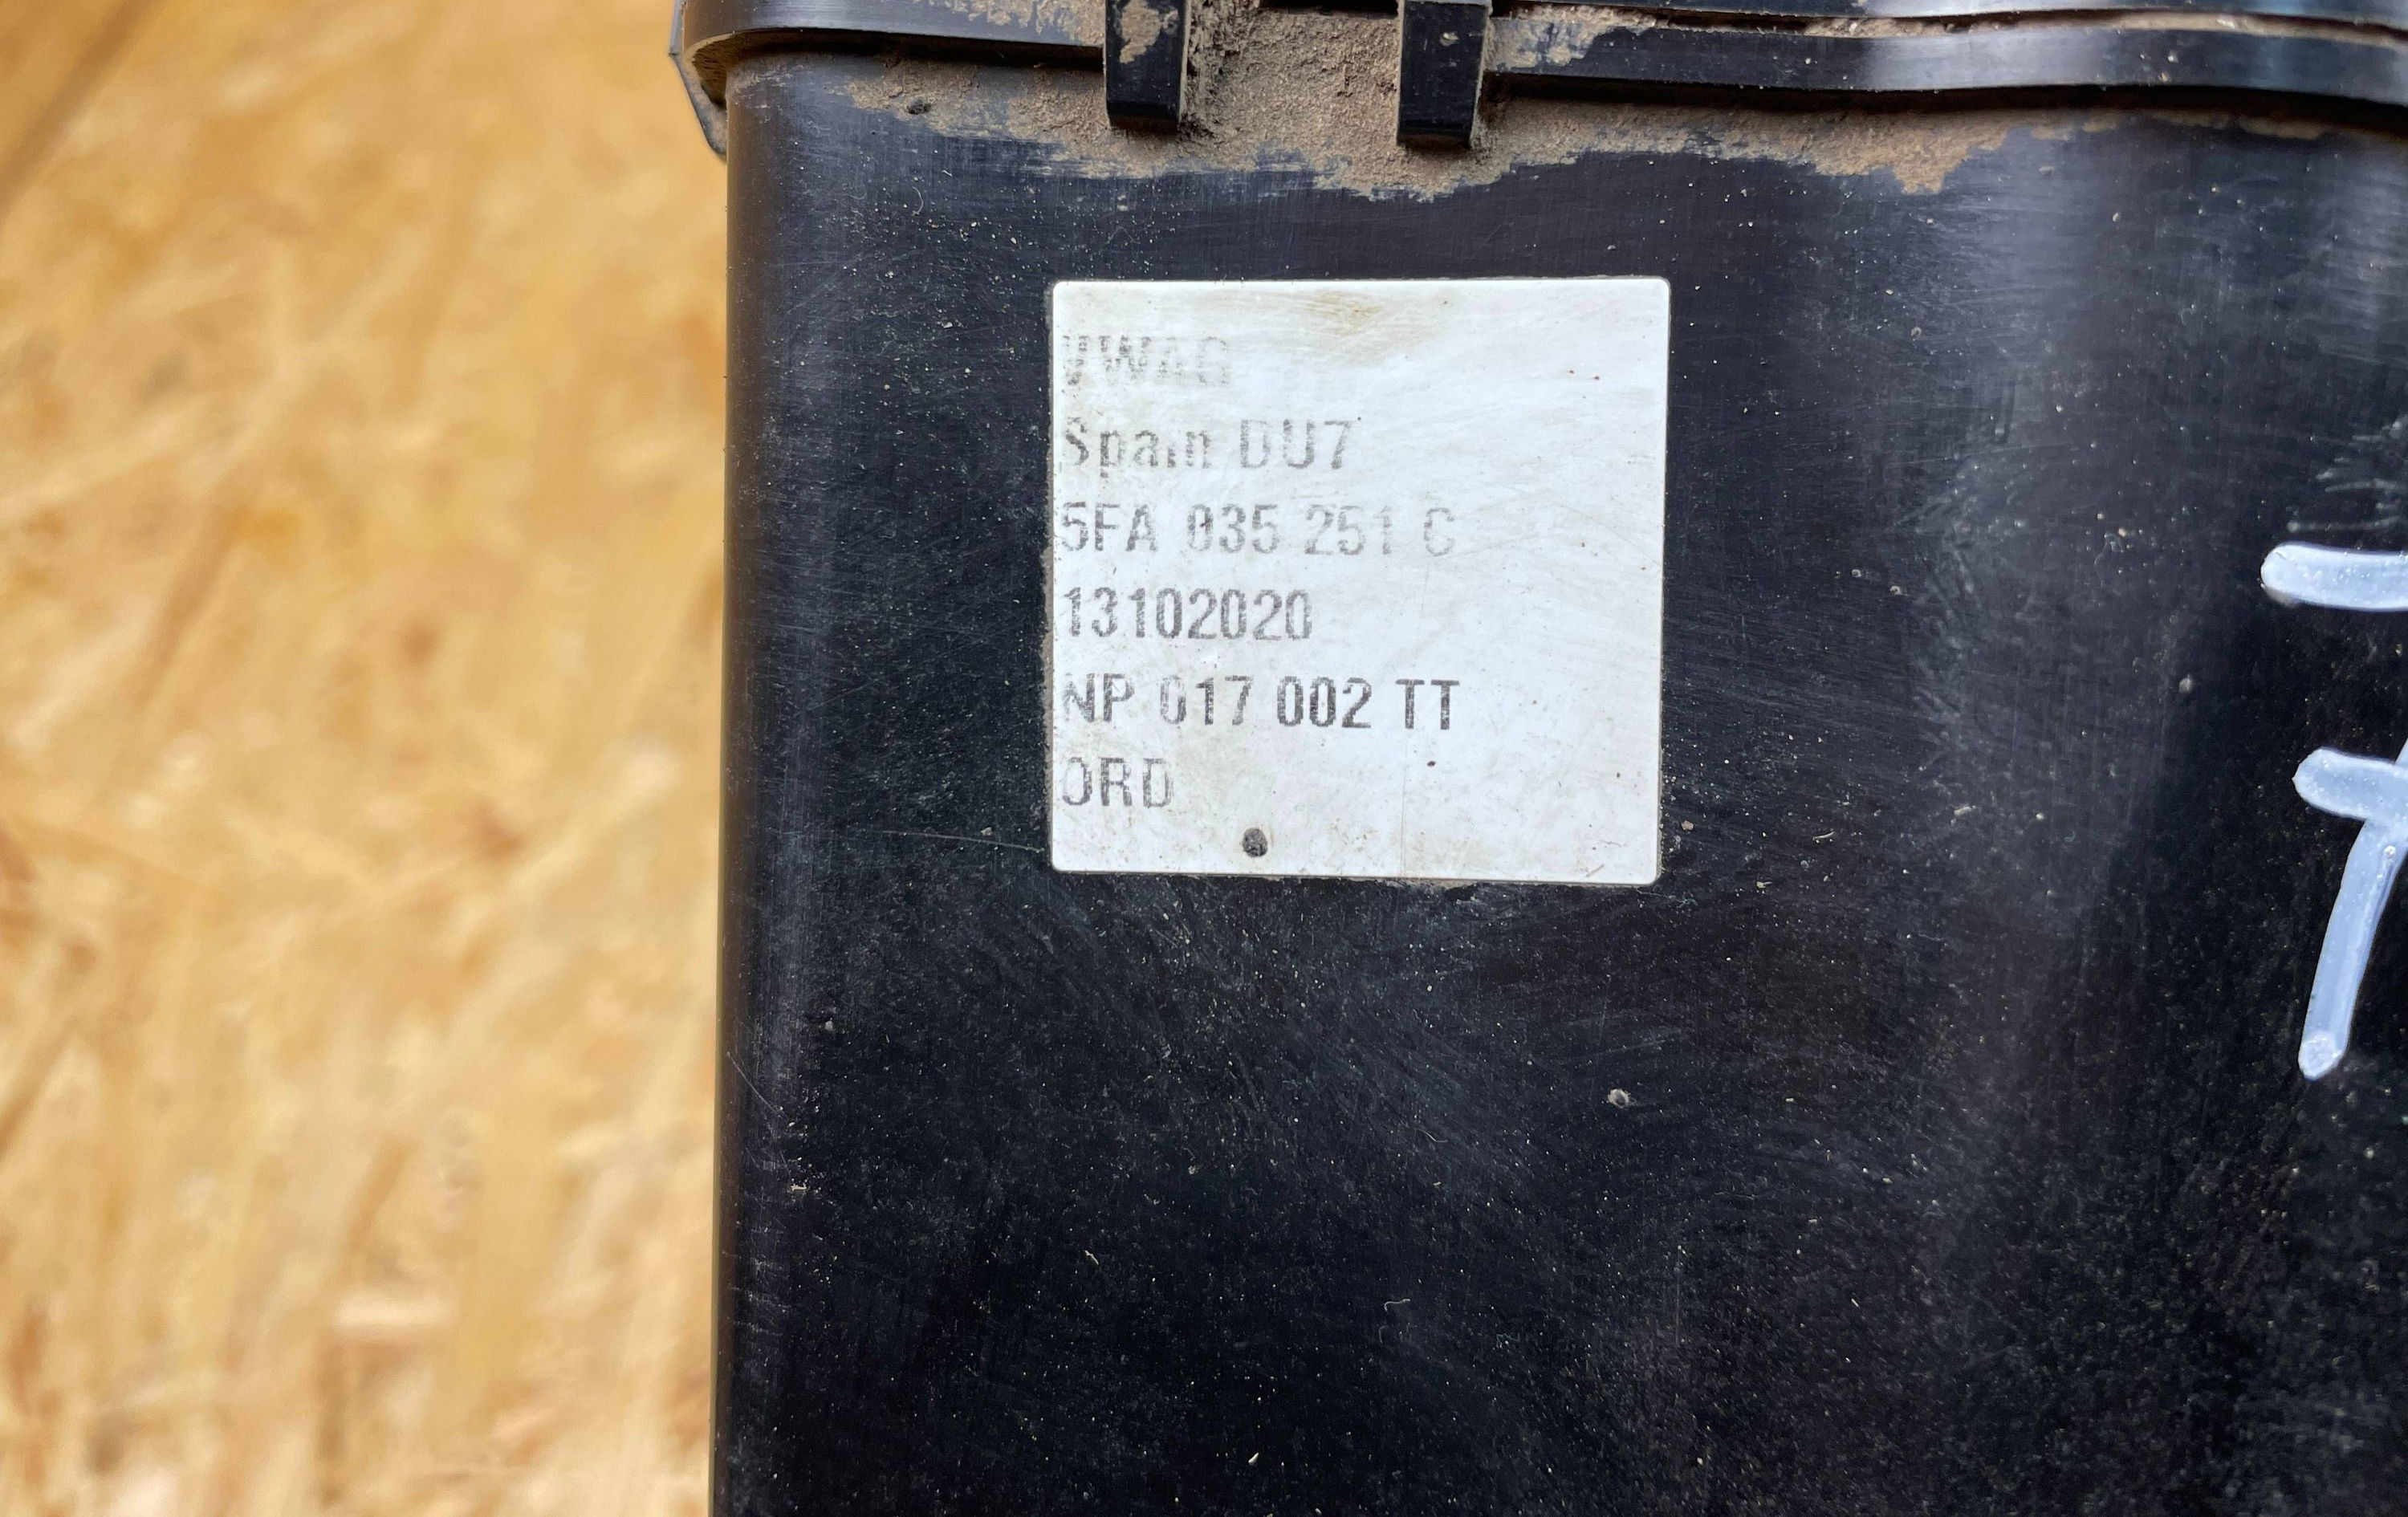 VWAG
Spain DU7
5FA 035 251 C
13102020
NP 017 002 TT
ORD